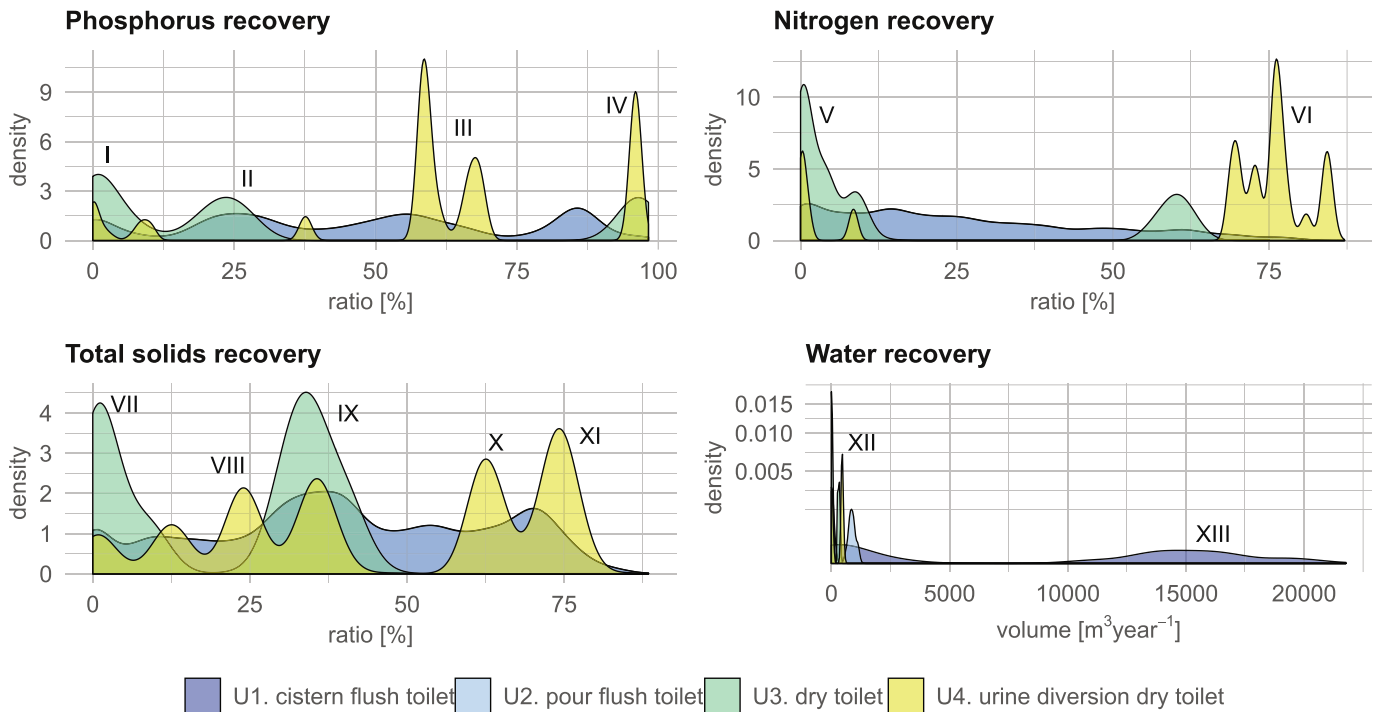 Phosphorus recovery
density
9
6
3
0
I
II
III
IV
0 25 50 75 100
ratio [%]
Nitrogen recovery
density
10
5
0
V
VI
0 25 50 75
ratio [%]
Total solids recovery
density
4
3
2
1
0
VII
VIII
IX
X
XI
0 25 50 75
ratio [%]
Water recovery
density
0.015
0.010
0.005
XII
XIII
0 5000 10000 15000 20000
volume [m³year⁻¹]
U1. cistern flush toilet U2. pour flush toilet U3. dry toilet U4. urine diversion dry toilet